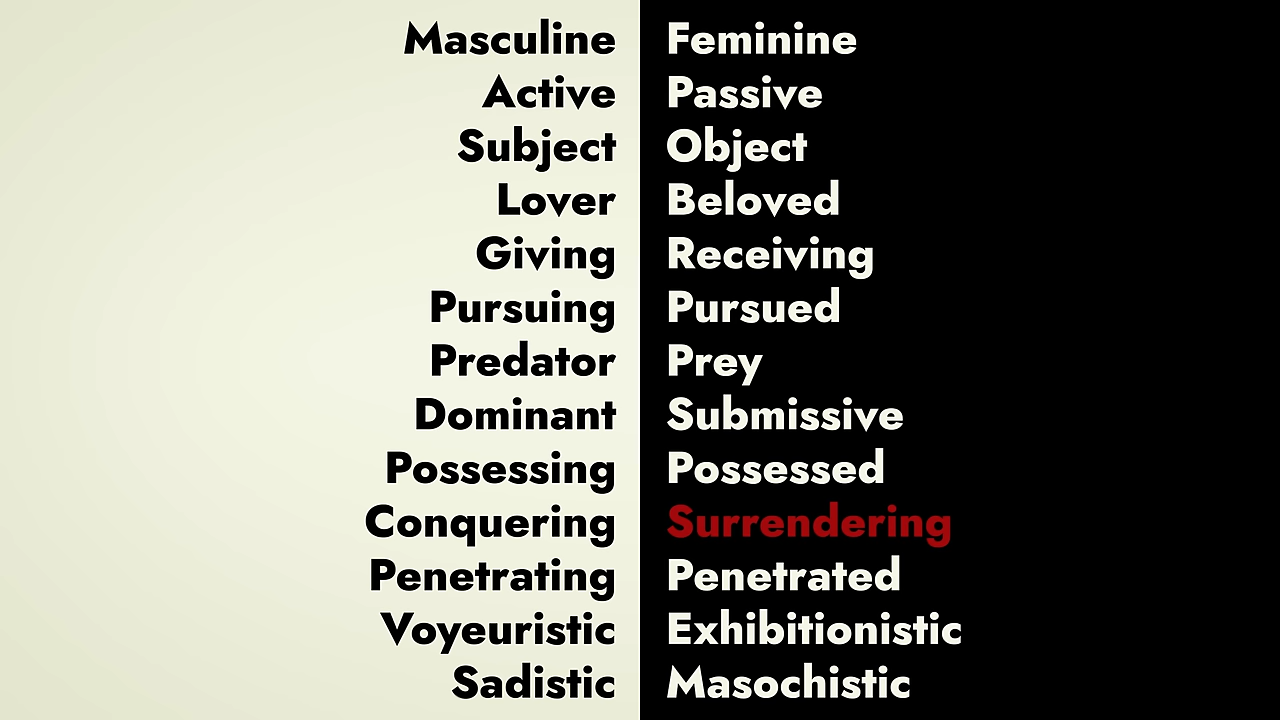 Masculine Feminine
Active Passive
Subject Object
Lover Beloved
Giving Receiving
Pursuing Pursued
Predator Prey
Dominant Submissive
Possessing Possessed
Conquering Surrendering
Penetrating Penetrated
Voyeuristic Exhibitionistic
Sadistic Masochistic